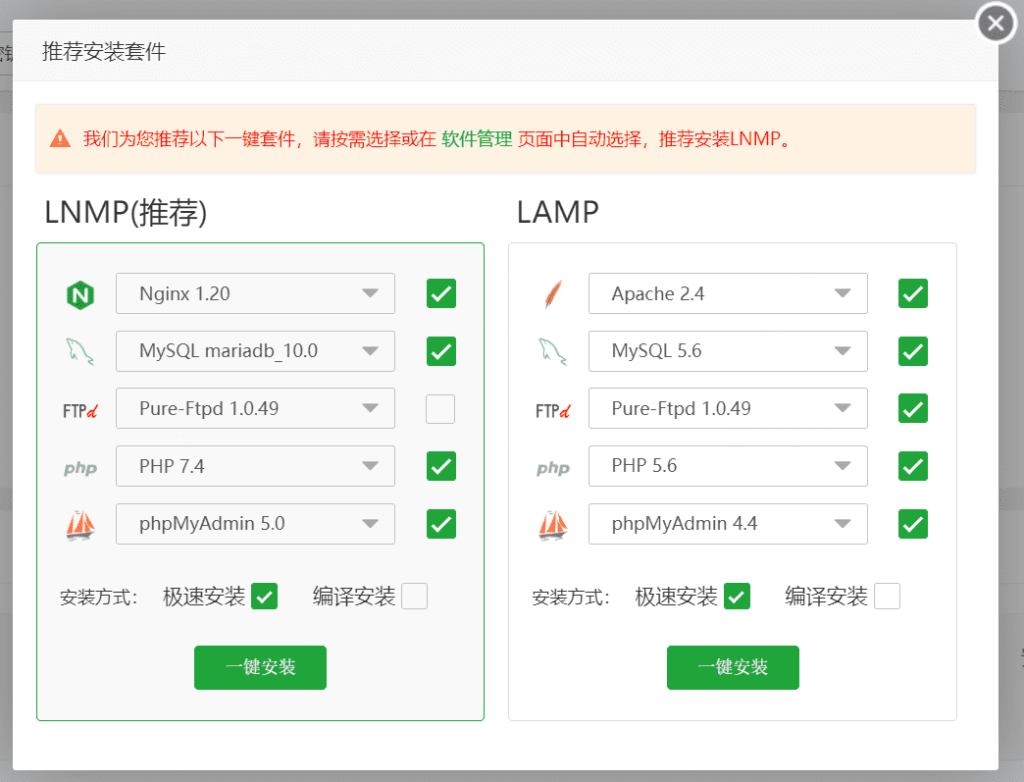 推荐安装套件
我们为您推荐以下一键套件，请按需选择或在 软件管理 页面中自动选择，推荐安装LNMP。
LNMP(推荐)
Nginx 1.20
MySQL mariadb_10.0
FTPd
Pure-Ftpd 1.0.49
php
PHP 7.4
phpMyAdmin 5.0
安装方式： 极速安装 编译安装
一键安装
LAMP
Apache 2.4
MySQL 5.6
FTPd
Pure-Ftpd 1.0.49
php
PHP 5.6
phpMyAdmin 4.4
安装方式： 极速安装 编译安装
一键安装